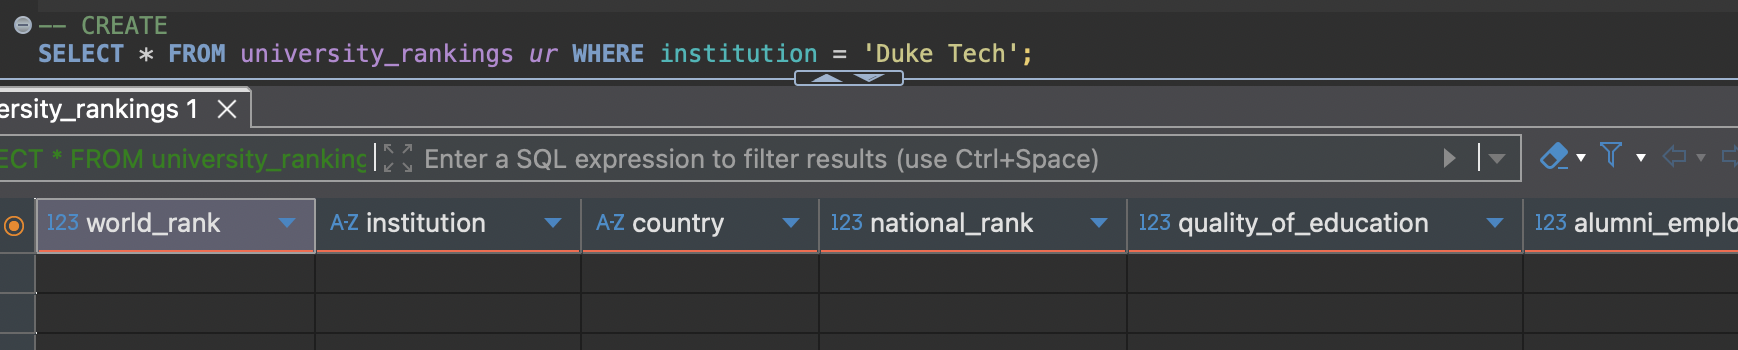 -- CREATE
SELECT * FROM university_rankings ur WHERE institution = 'Duke Tech';
ersity_rankings 1
ECT * FROM university_ranking Enter a SQL expression to filter results (use Ctrl+Space)
123 world_rank A-Z institution A-Z country 123 national_rank 123 quality_of_education 123 alumni_emplo